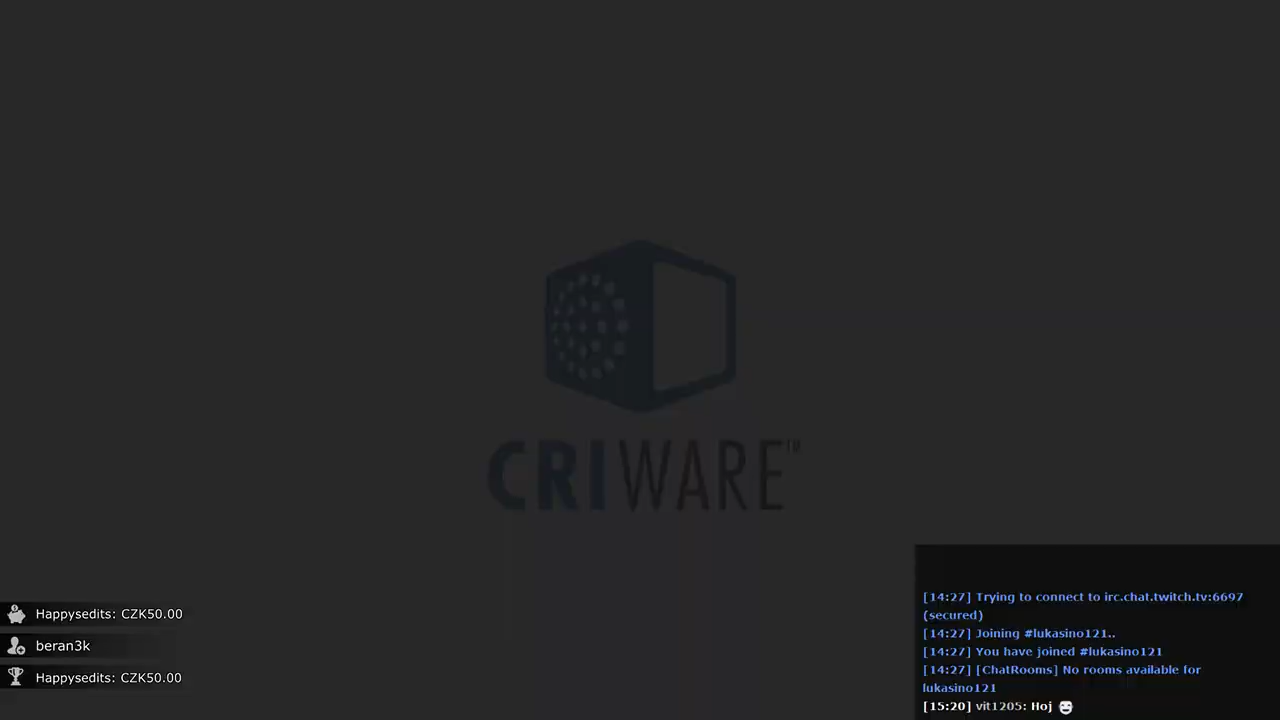 CRIWARE™
Happysedits: CZK50.00
beran3k
Happysedits: CZK50.00
[14:27] Trying to connect to irc.chat.twitch.tv:6697
(secured)
[14:27] Joining #lukasino121..
[14:27] You have joined #lukasino121
[14:27] [ChatRooms] No rooms available for
lukasino121
[15:20] vit1205: Hoj